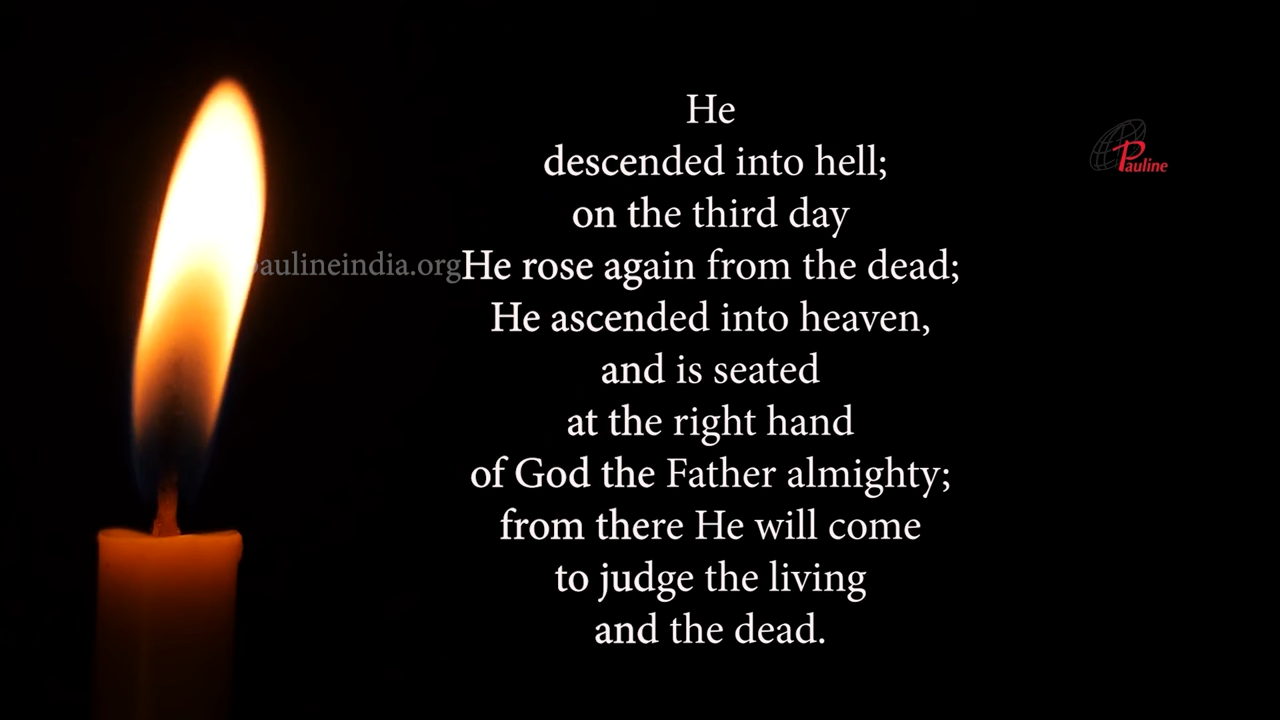 He
descended into hell;
on the third day
He rose again from the dead;
He ascended into heaven,
and is seated
at the right hand
of God the Father almighty;
from there He will come
to judge the living
and the dead.
paulineindia.org
Pauline